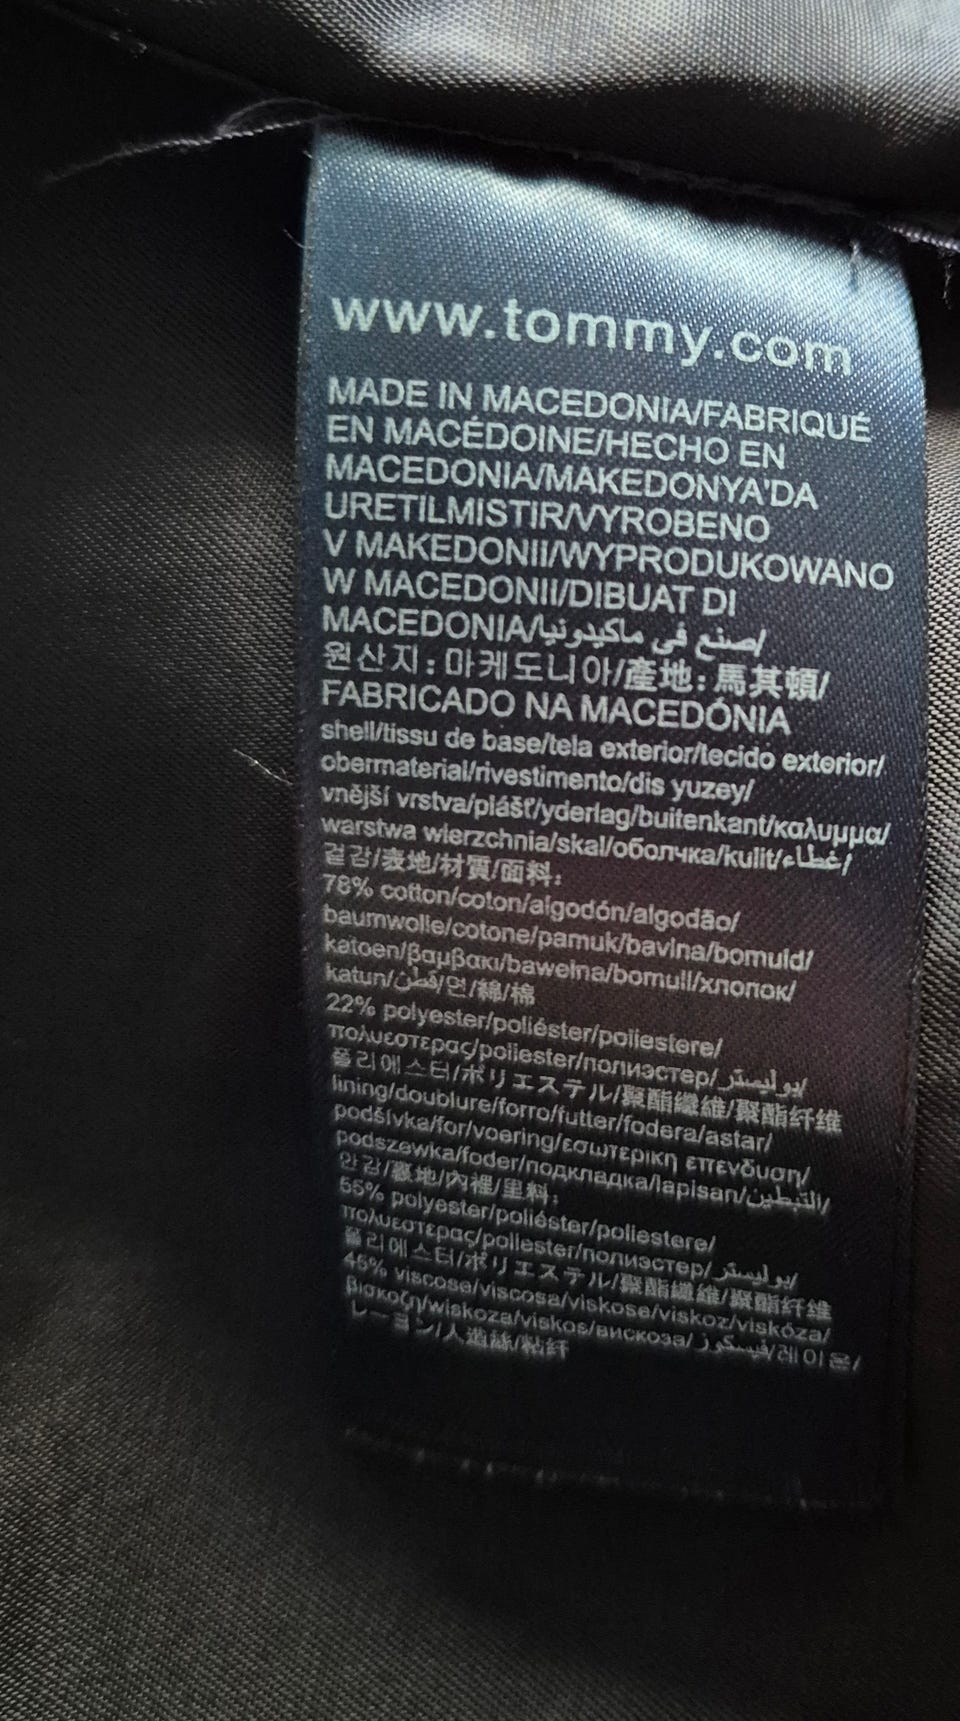 www.tommy.com
MADE IN MACEDONIA/FABRIQUÉ
EN MACÉDOINE/HECHO EN
MACEDONIA/MAKEDONYA'DA
URETILMISTIR/VYROBENO
V MAKEDONII/WYPRODUKOWANO
W MACEDONII/DIBUAT DI
MACEDONIA/صنع في ماكيدونيا/
원산지:마케도니아/產地:馬其頓/
FABRICADO NA MACEDÓNIA
shell/tissu de base/tela exterior/tecido exterior/
obermaterial/rivestimento/dis yuzey/
vnější vrstva/plášť/yderlag/buitenkant/καλυμμα/
warstwa wierzchnia/skal/оболчка/kulit/غطاء/
겉감/表地/材質/面料:
78% cotton/coton/algodón/algodão/
baumwolle/cotone/pamuk/bavlna/bomuld/
katoen/βαμβακι/bawełna/bomull/хлопок/
katun/قطن/면/綿/棉
22% polyester/poliéster/poliestere/
πολυεστερας/poliester/полиэстер/بوليستر/
폴리에스터/ポリエステル/聚酯纖維/聚酯纤维
lining/doublure/forro/futter/fodera/astar/
podšívka/for/voering/εσωτερικη επενδυση/
podszewka/foder/подкладка/lapisan/التبطين/
안감/裏地/內裡/里料:
55% polyester/poliéster/poliestere/
πολυεστερας/poliester/полиэстер/بوليستر/
폴리에스터/ポリエステル/聚酯纖維/聚酯纤维
45% viscose/viscosa/viskose/viskoz/viskóza/
βισκοζη/wiskoza/viskos/вискоза/فيسكوز/레이온/
レーヨン/人造絲/粘纤